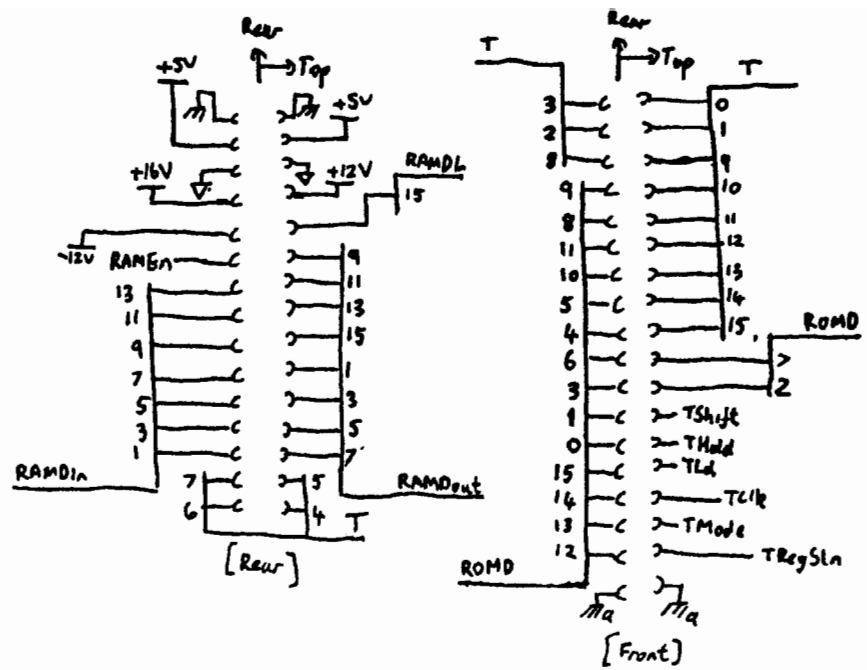 Rear
Top
+5V
+5V
+16V
+12V
RAMDL
15
-12V
RAMEn
9
13
11
11
13
9
15
7
1
5
3
3
5
1
7
RAMDin
RAMDout
7
5
6
4
T
[Rear]
Rear
Top
T
T
3
0
2
1
8
9
9
10
8
11
11
12
10
13
5
14
4
15
ROMD
6
7
3
2
1
TShift
0
THold
TLd
15
14
TClk
13
TMode
12
TRegSIn
ROMD
a
a
[Front]